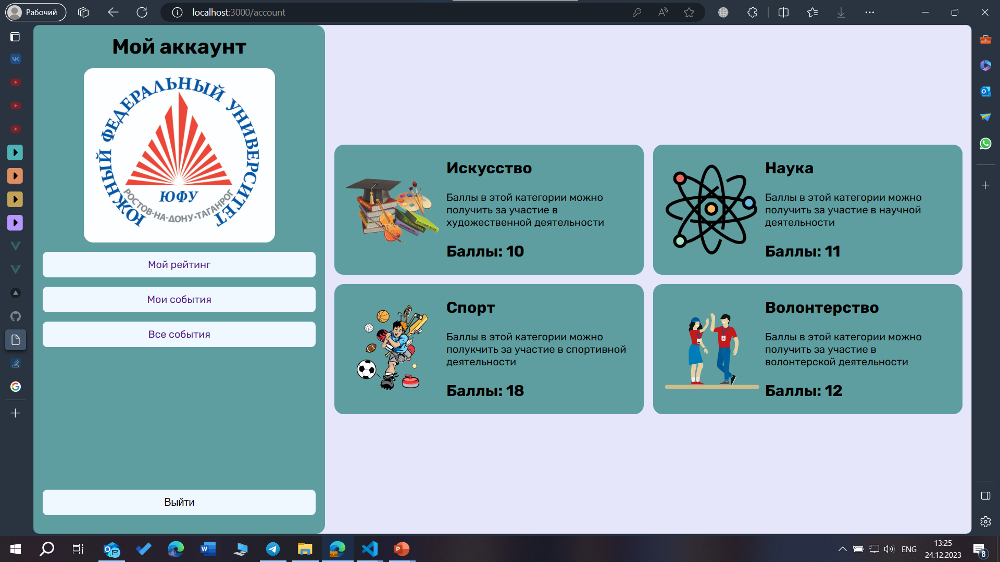 Рабочий
localhost:3000/account
Мой аккаунт
ЮЖНЫЙ ФЕДЕРАЛЬНЫЙ УНИВЕРСИТЕТ
ЮФУ
РОСТОВ-НА-ДОНУ•ТАГАНРОГ
Мой рейтинг
Мои события
Все события
Выйти
Искусство
Баллы в этой категории можно
получить за участие в
художественной деятельности
Баллы: 10
Наука
Баллы в этой категории можно
получить за участие в научной
деятельности
Баллы: 11
Спорт
Баллы в этой категории можно
полукчить за участие в спортивной
деятельности
Баллы: 18
Волонтерство
Баллы в этой категории можно
получить за участие в
волонтерской деятельности
Баллы: 12
ENG
13:25
24.12.2023
8